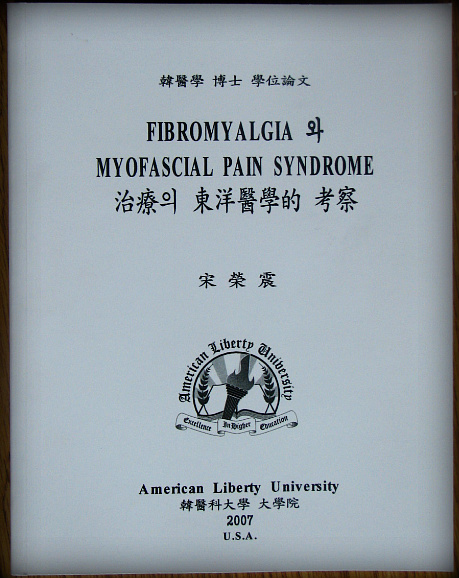 韓醫學 博士 學位論文
FIBROMYALGIA 와
MYOFASCIAL PAIN SYNDROME
治療의 東洋醫學的 考察
宋 榮 震
American Liberty University
Excellence In Higher Education
American Liberty University
韓醫科大學 大學院
2007
U.S.A.